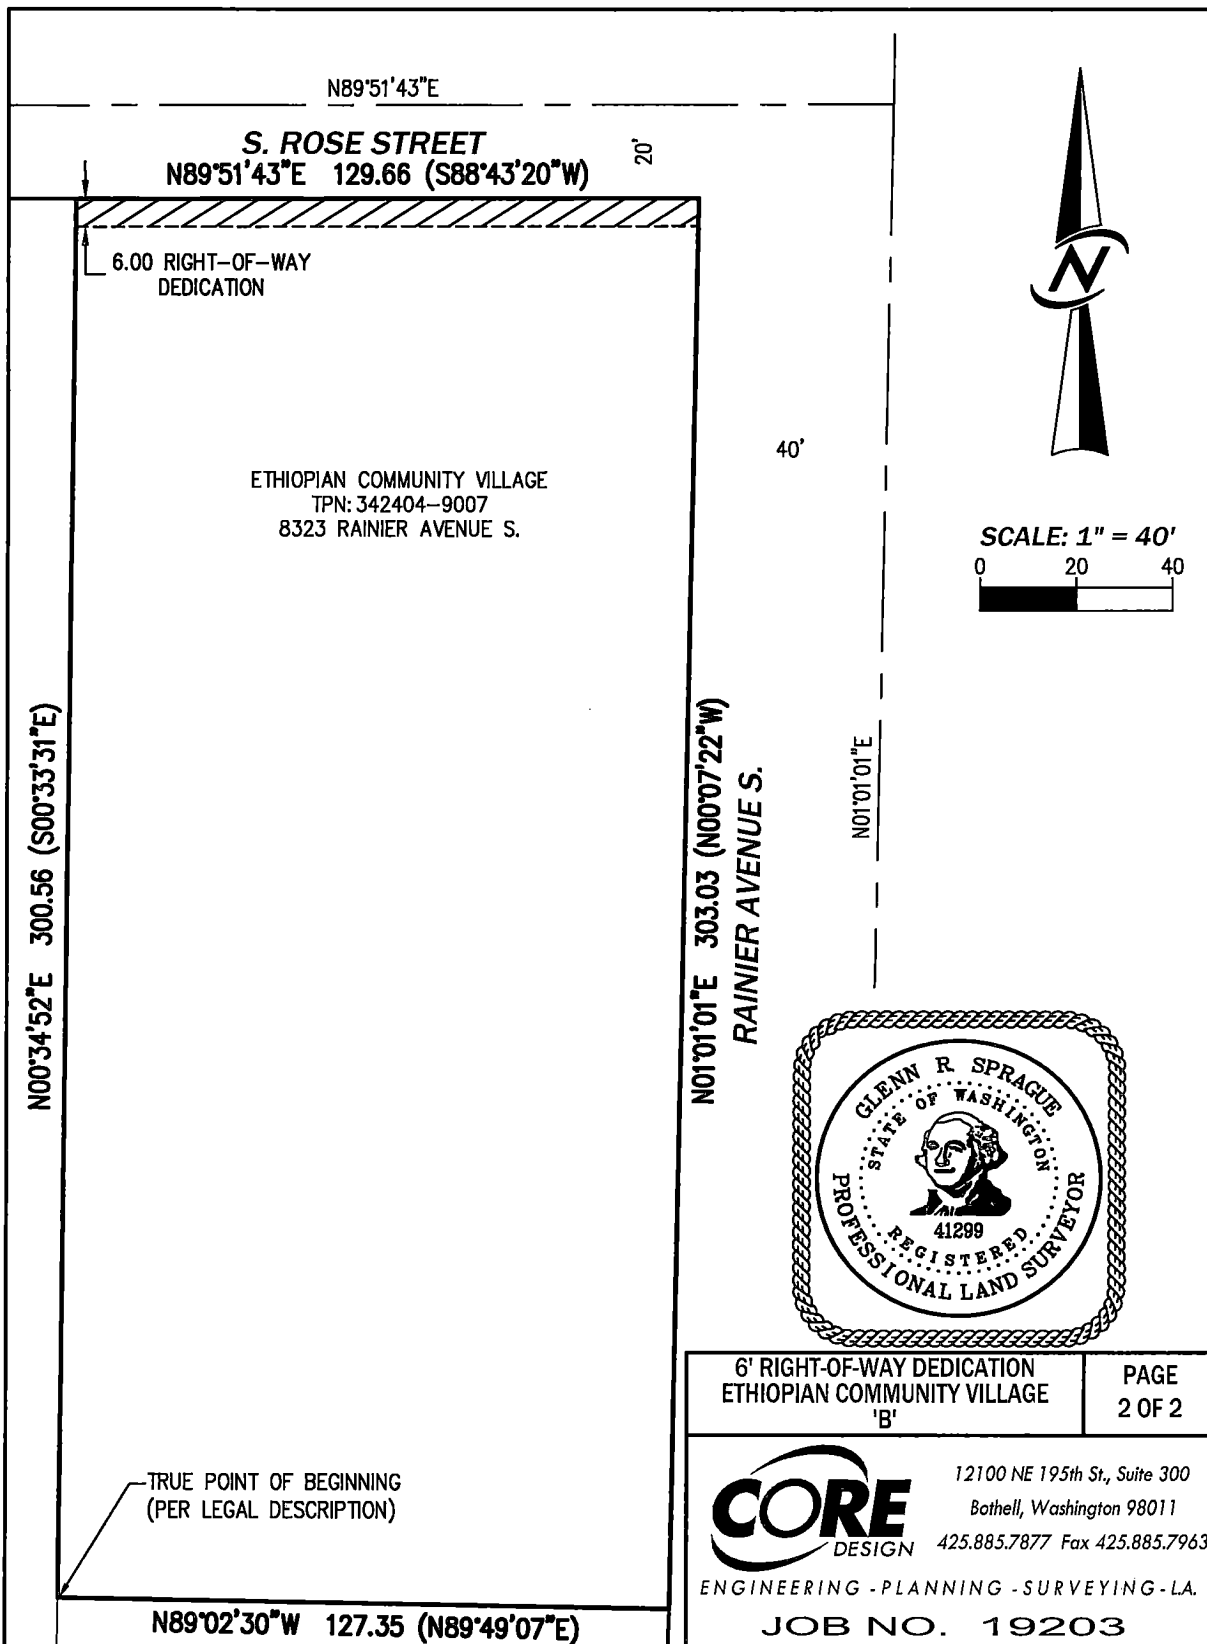 N89°51'43"E
S. ROSE STREET
20'
N89°51'43"E 129.66 (S88°43'20"W)
6.00 RIGHT-OF-WAY
DEDICATION
N
40'
ETHIOPIAN COMMUNITY VILLAGE
TPN: 342404-9007
8323 RAINIER AVENUE S.
SCALE: 1" = 40'
0 20 40
N00°34'52"E 300.56 (S00°33'31"E)
N01°01'01"E 303.03 (N00°07'22"W)
RAINIER AVENUE S.
N01°01'01"E
GLENN R. SPRAGUE
STATE OF WASHINGTON
41299
REGISTERED
PROFESSIONAL LAND SURVEYOR
6' RIGHT-OF-WAY DEDICATION
ETHIOPIAN COMMUNITY VILLAGE
'B'
PAGE
2 OF 2
TRUE POINT OF BEGINNING
(PER LEGAL DESCRIPTION)
CORE
DESIGN
12100 NE 195th St., Suite 300
Bothell, Washington 98011
425.885.7877 Fax 425.885.7963
ENGINEERING - PLANNING - SURVEYING - L.A.
N89°02'30"W 127.35 (N89°49'07"E)
JOB NO. 19203